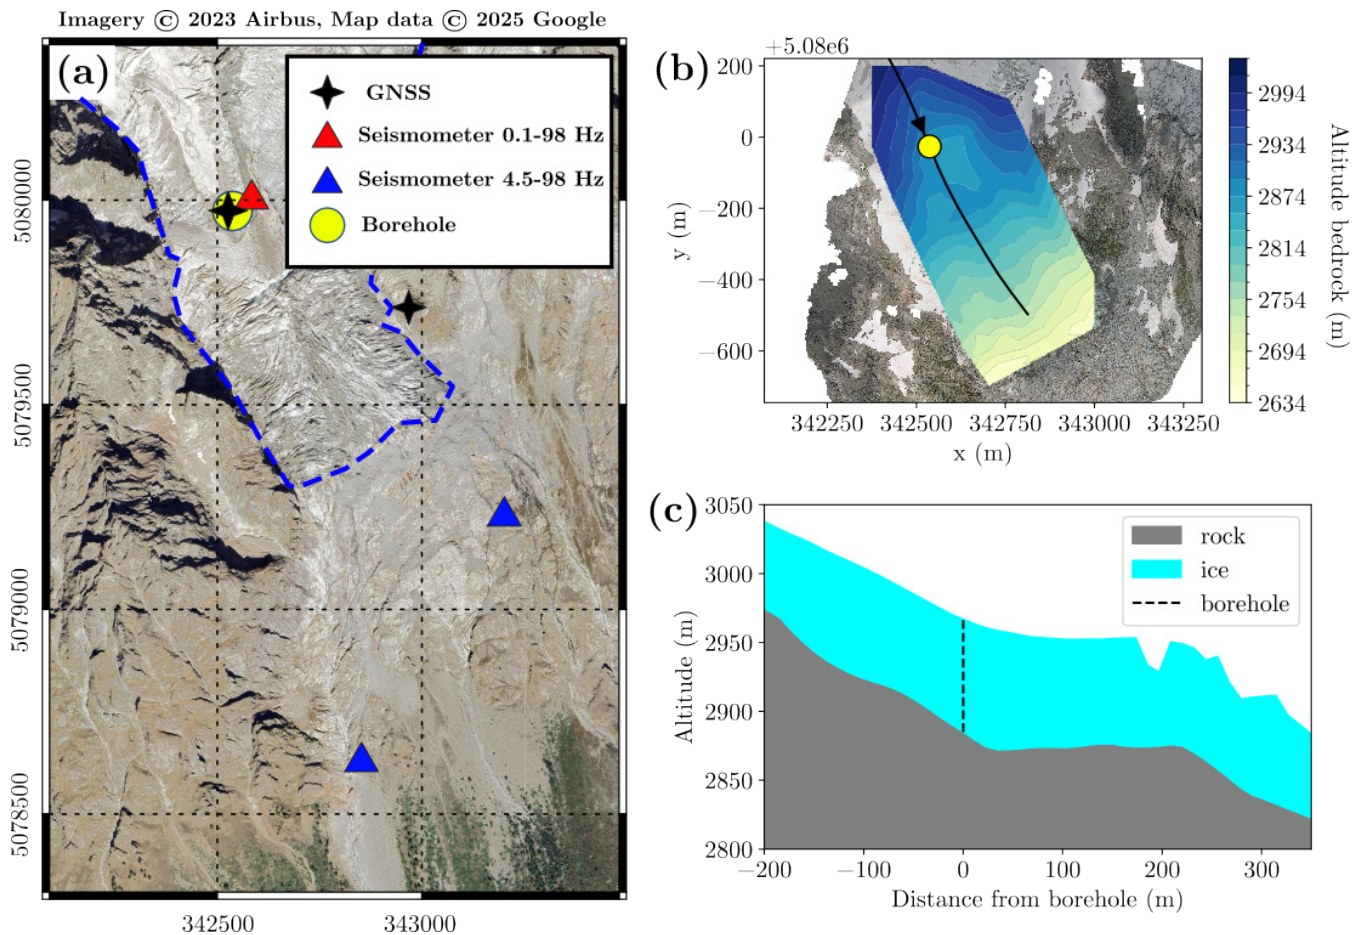 Imagery © 2023 Airbus, Map data © 2025 Google
(a)
GNSS
Seismometer 0.1-98 Hz
Seismometer 4.5-98 Hz
Borehole
5080000
5079500
5079000
5078500
342500
343000
(b)
+5.08e6
200
0
−200
−400
−600
y (m)
342250
342500
342750
343000
343250
x (m)
2994
2934
2874
2814
2754
2694
2634
Altitude bedrock (m)
(c)
3050
3000
2950
2900
2850
2800
Altitude (m)
rock
ice
borehole
−200
−100
0
100
200
300
Distance from borehole (m)